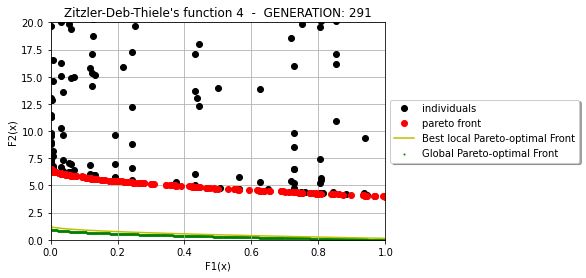 Zitzler-Deb-Thiele's function 4 - GENERATION: 291
20.0
17.5
15.0
12.5
10.0
7.5
5.0
2.5
0.0
F2(x)
0.0 0.2 0.4 0.6 0.8 1.0
F1(x)
individuals
pareto front
Best local Pareto-optimal Front
Global Pareto-optimal Front